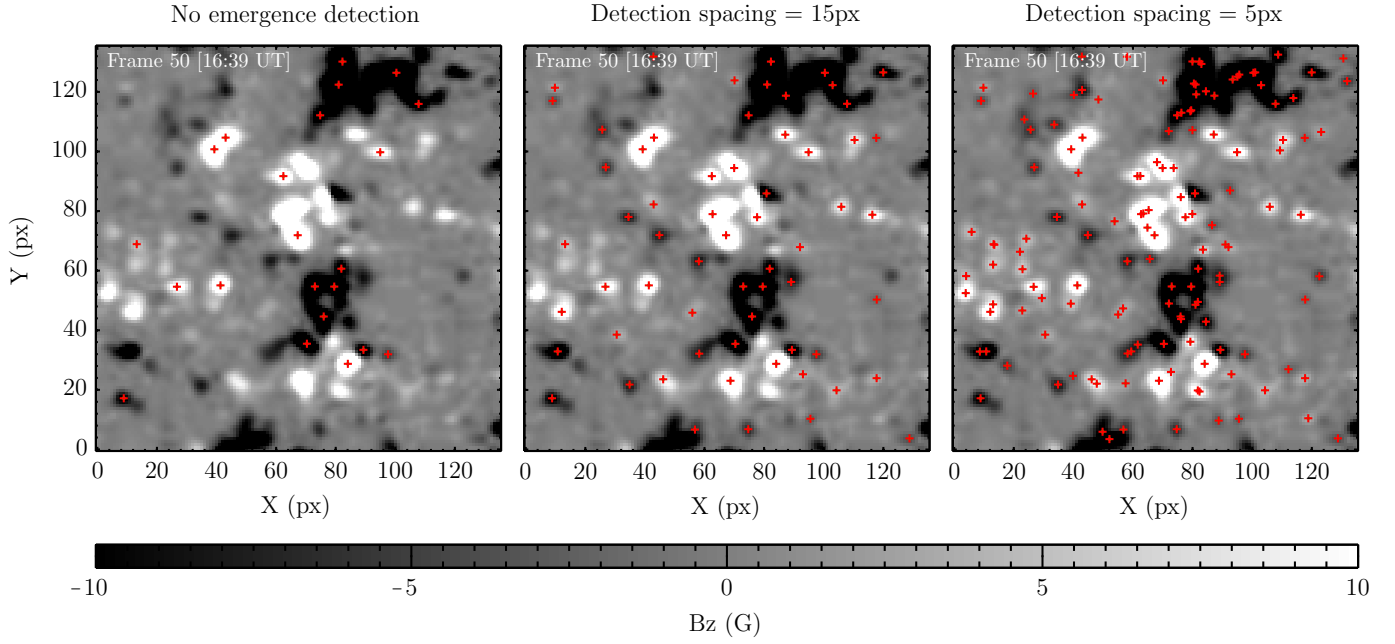 No emergence detection
Detection spacing = 15px
Detection spacing = 5px
Frame 50 [16:39 UT]
Frame 50 [16:39 UT]
Frame 50 [16:39 UT]
Y (px)
120
100
80
60
40
20
0
0 20 40 60 80 100 120
0 20 40 60 80 100 120
0 20 40 60 80 100 120
X (px)
X (px)
X (px)
-10 -5 0 5 10
Bz (G)